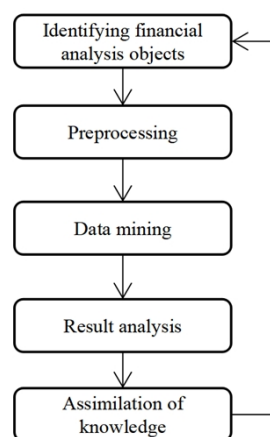 Identifying financial
analysis objects
Preprocessing
Data mining
Result analysis
Assimilation of
knowledge